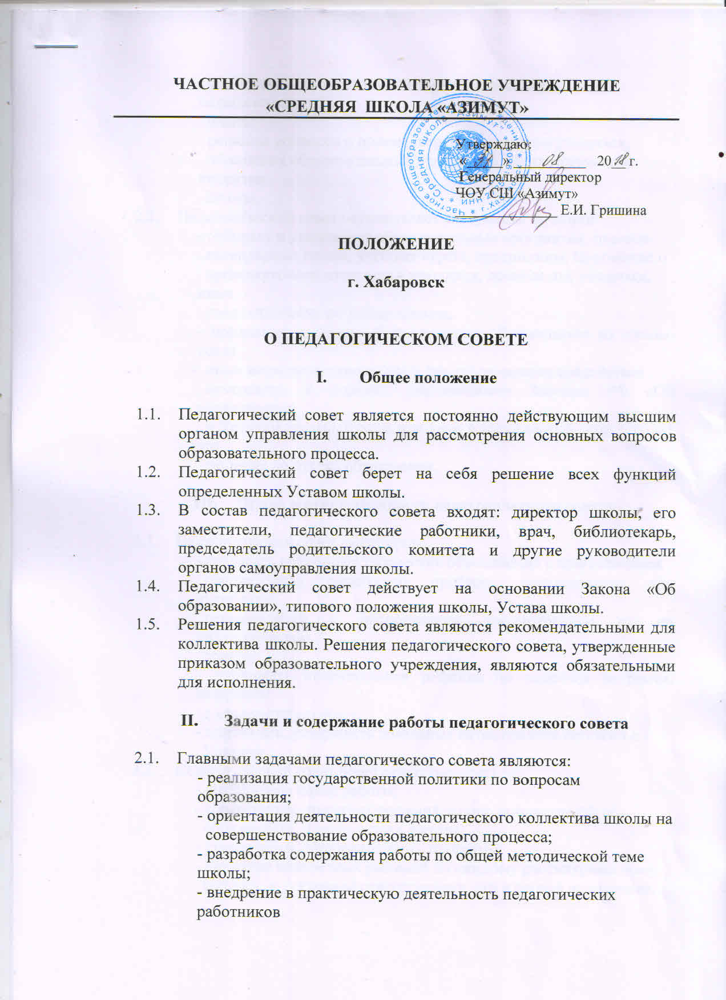 ЧАСТНОЕ ОБЩЕОБРАЗОВАТЕЛЬНОЕ УЧРЕЖДЕНИЕ
«СРЕДНЯЯ ШКОЛА «АЗИМУТ»
Утверждаю:
« 31 » 08 2018 г.
Генеральный директор
ЧОУ СШ «Азимут»
Е.И. Гришина
ПОЛОЖЕНИЕ
г. Хабаровск
О ПЕДАГОГИЧЕСКОМ СОВЕТЕ
I. Общее положение
1.1. Педагогический совет является постоянно действующим высшим
органом управления школы для рассмотрения основных вопросов
образовательного процесса.
1.2. Педагогический совет берет на себя решение всех функций
определенных Уставом школы.
1.3. В состав педагогического совета входят: директор школы, его
заместители, педагогические работники, врач, библиотекарь,
председатель родительского комитета и другие руководители
органов самоуправления школы.
1.4. Педагогический совет действует на основании Закона «Об
образовании», типового положения школы, Устава школы.
1.5. Решения педагогического совета являются рекомендательными для
коллектива школы. Решения педагогического совета, утвержденные
приказом образовательного учреждения, являются обязательными
для исполнения.
II. Задачи и содержание работы педагогического совета
2.1. Главными задачами педагогического совета являются:
- реализация государственной политики по вопросам
образования;
- ориентация деятельности педагогического коллектива школы на
совершенствование образовательного процесса;
- разработка содержания работы по общей методической теме
школы;
- внедрение в практическую деятельность педагогических
работников